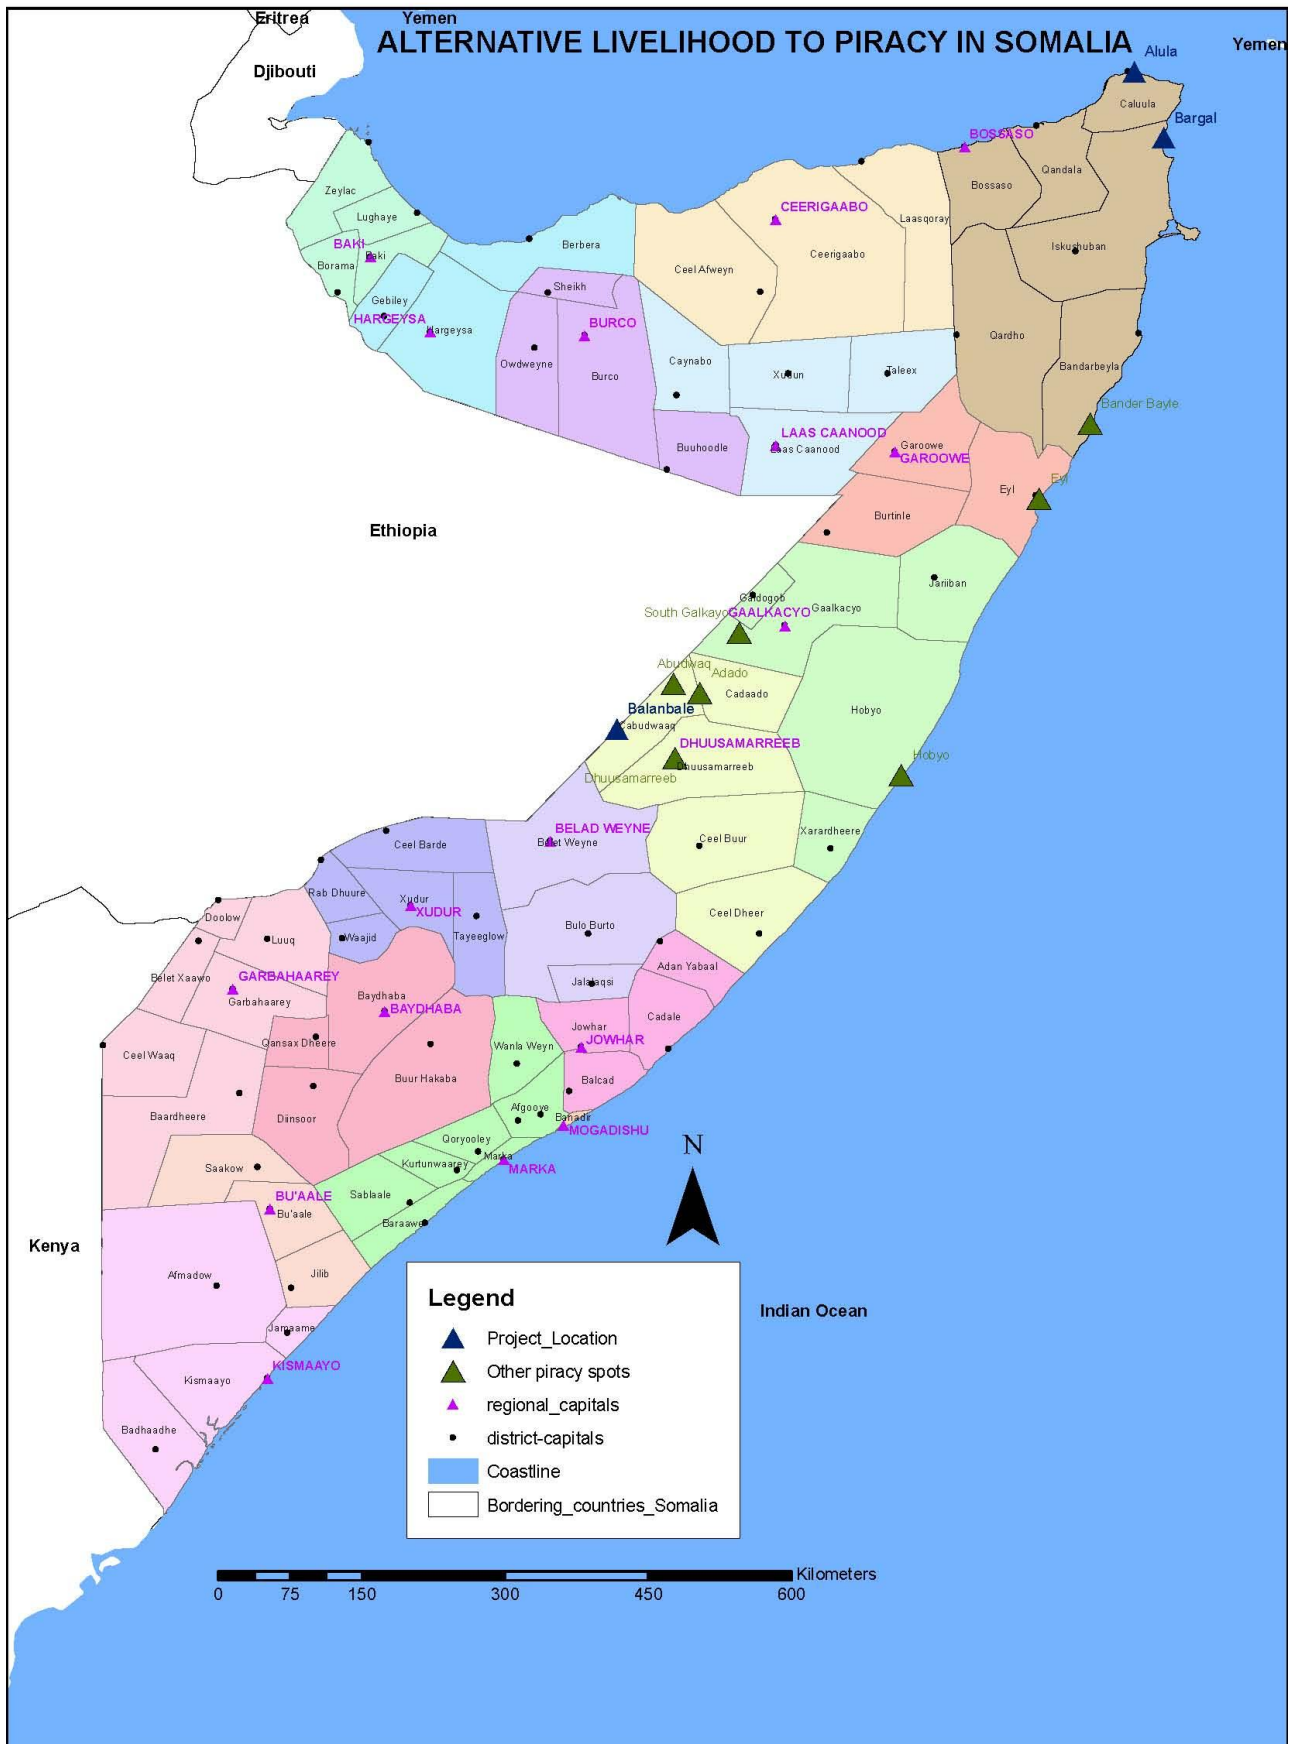 Eritrea
Yemen
ALTERNATIVE LIVELIHOOD TO PIRACY IN SOMALIA
Yemen
Djibouti
Alula
Caluula
Bargal
BOSSASO
Qandala
Bossaso
Zeylac
Lughaye
CEERIGAABO
Laasqoray
BAKI
Baki
Borama
Berbera
Ceerigaabo
Iskushuban
Ceel Afweyn
Sheikh
Gebiley
HARGEYSA
Hargeysa
BURCO
Qardho
Owdweyne
Burco
Caynabo
Xudun
Taleex
Bandarbeyla
Bander Bayle
LAAS CAANOOD
Laas Caanood
Buuhoodle
Garoowe
GAROOWE
Eyl
Eyl
Burtinle
Ethiopia
Jariiban
Galdogob
South Galkayo
GAALKACYO
Gaalkacyo
Abudwaq
Adado
Cadaado
Balanbale
Cabudwaaq
Hobyo
DHUUSAMARREEB
Dhuusamarreeb
Dhuusamarreeb
Hobyo
BELAD WEYNE
Belet Weyne
Ceel Buur
Xarardheere
Ceel Barde
Rab Dhuure
Xudur
XUDUR
Doolow
Luuq
Waajid
Tayeeglow
Bulo Burto
Ceel Dheer
Belet Xaawo
GARBAHAAREY
Garbahaarey
Baydhaba
BAYDHABA
Jalalaqsi
Adan Yabaal
Cadale
Jowhar
JOWHAR
Qansax Dheere
Wanla Weyn
Ceel Waaq
Buur Hakaba
Balcad
Baardheere
Diinsoor
Afgooye
Banadir
MOGADISHU
Qoryooley
Marka
MARKA
Kurtunwaarey
Saakow
BU'AALE
Bu'aale
Sablaale
Baraawe
N
Kenya
Afmadow
Jilib
Jamaame
KISMAAYO
Kismaayo
Badhaadhe
Indian Ocean
Legend
Project_Location
Other piracy spots
regional_capitals
district-capitals
Coastline
Bordering_countries_Somalia
Kilometers
0 75 150 300 450 600